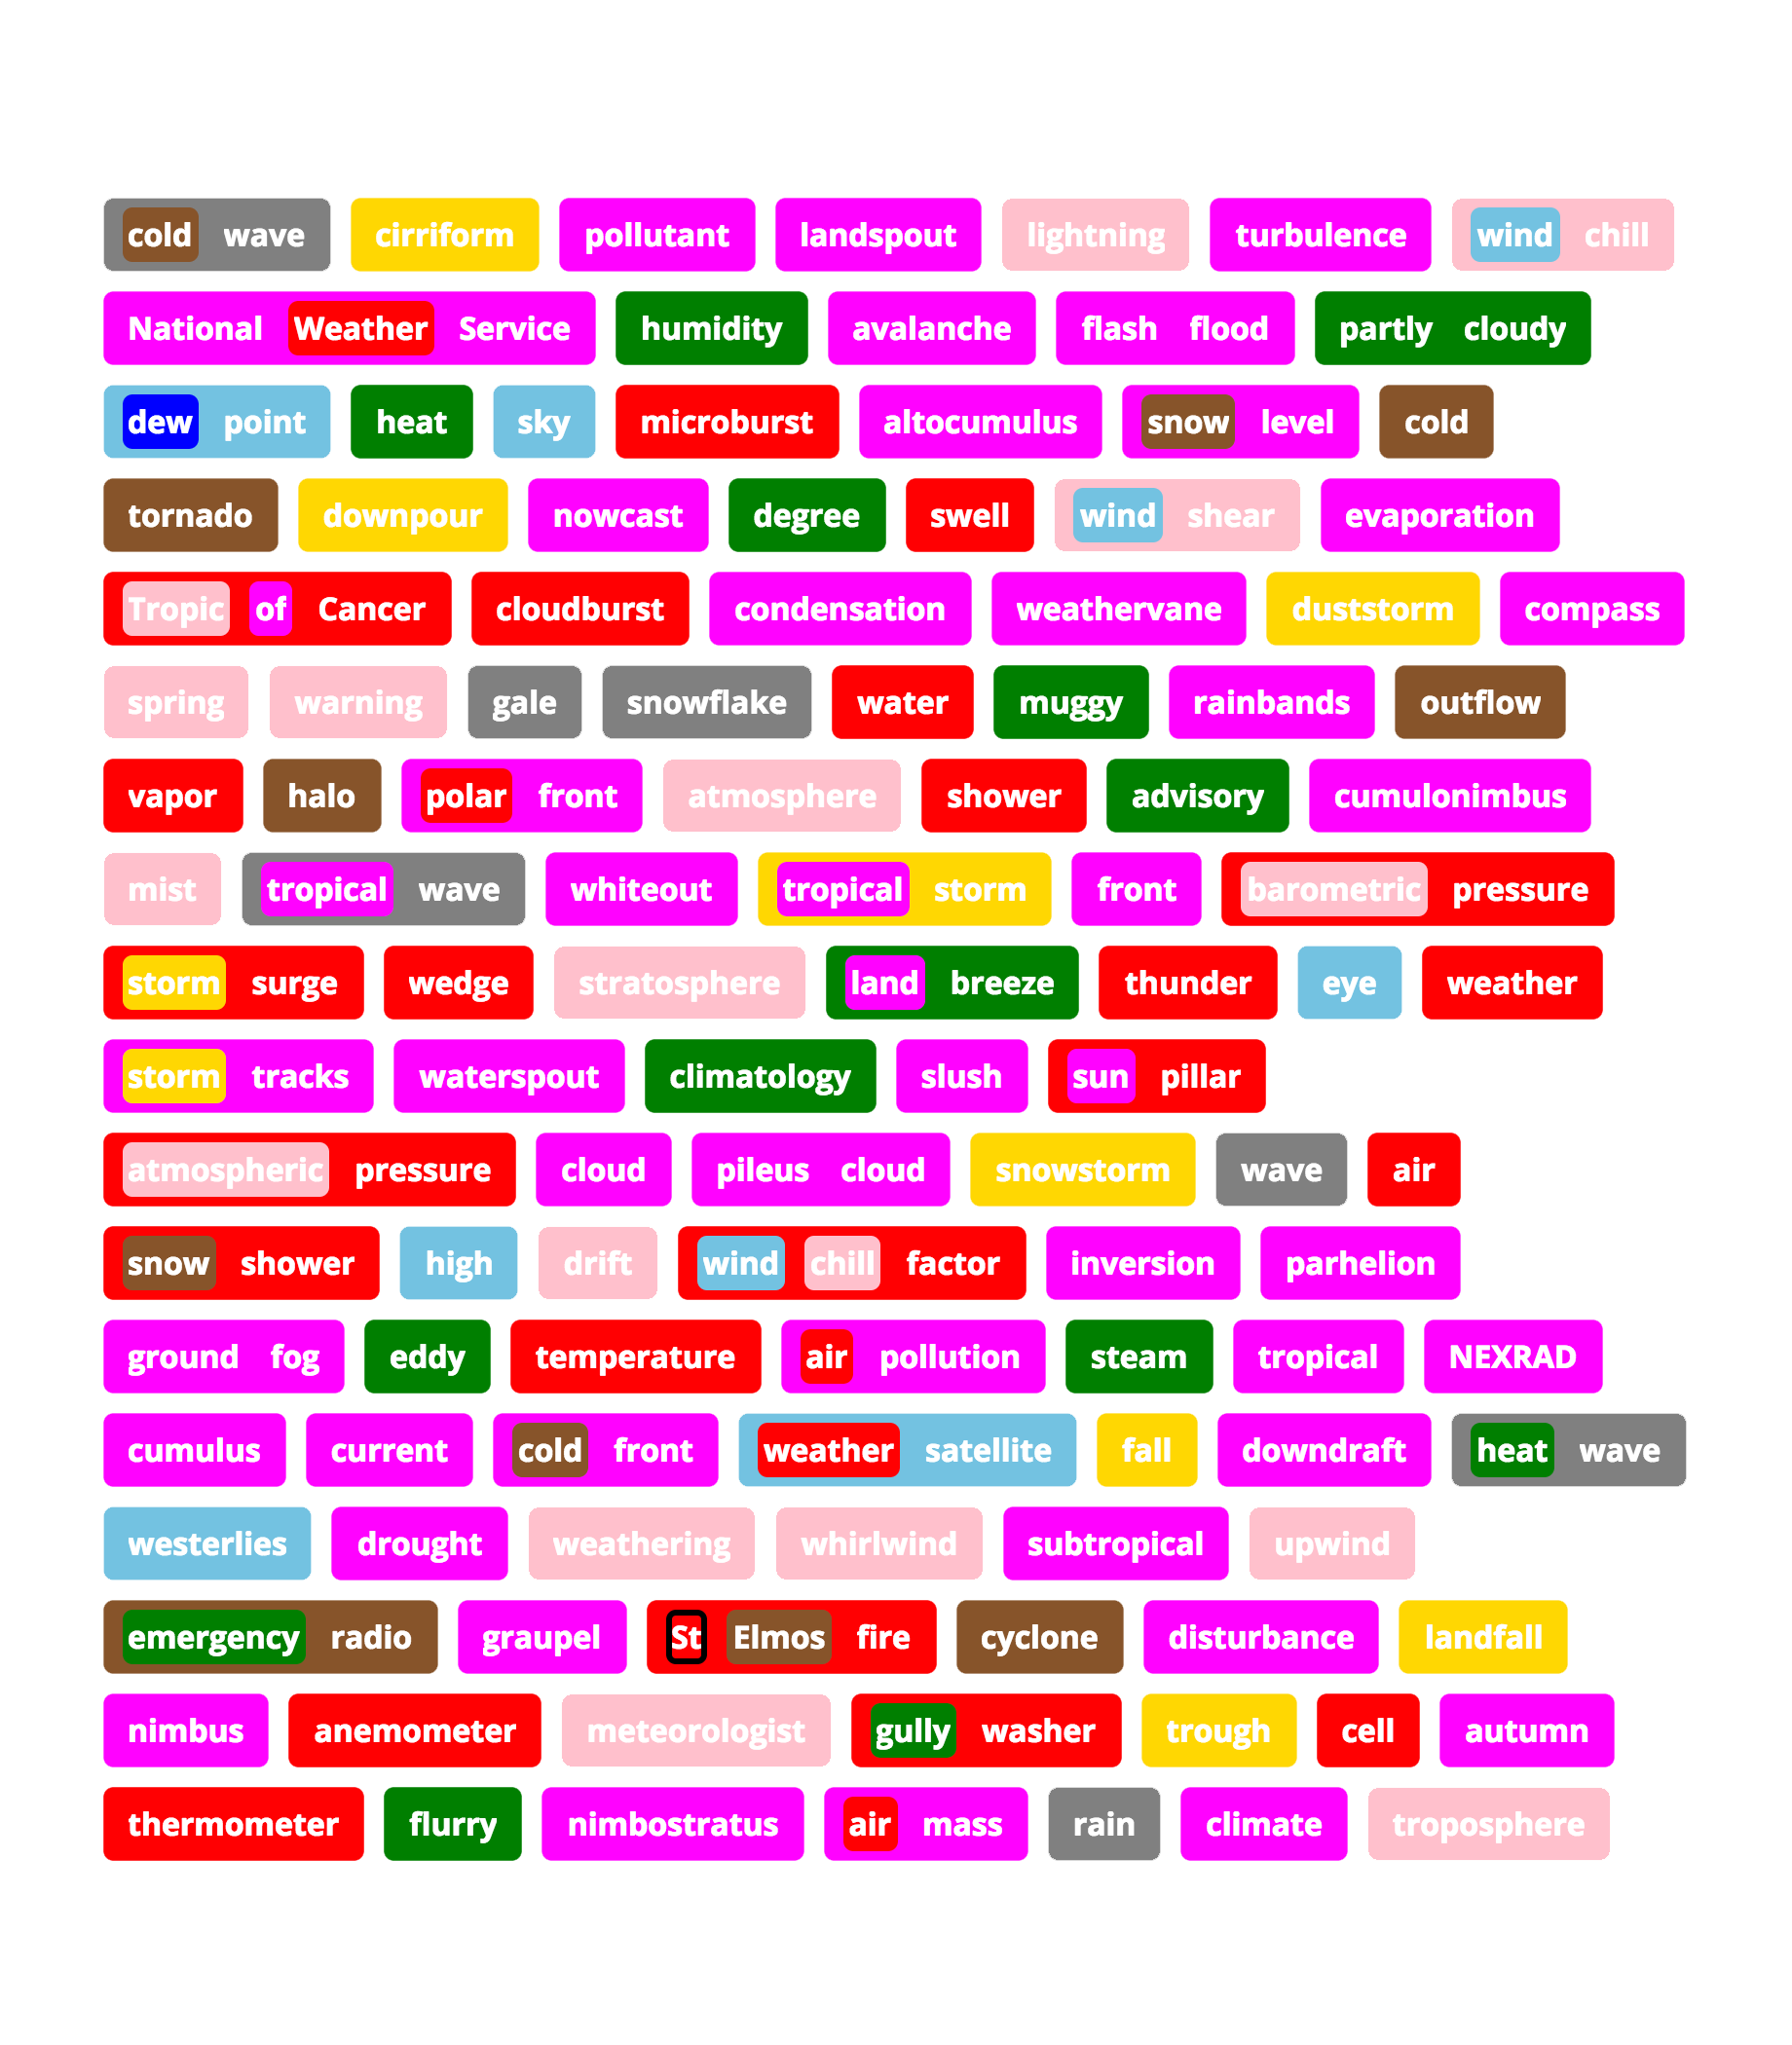 cold wave cirriform pollutant landspout lightning turbulence wind chill
National Weather Service humidity avalanche flash flood partly cloudy
dew point heat sky microburst altocumulus snow level cold
tornado downpour nowcast degree swell wind shear evaporation
Tropic of Cancer cloudburst condensation weathervane duststorm compass
spring warning gale snowflake water muggy rainbands outflow
vapor halo polar front atmosphere shower advisory cumulonimbus
mist tropical wave whiteout tropical storm front barometric pressure
storm surge wedge stratosphere land breeze thunder eye weather
storm tracks waterspout climatology slush sun pillar
atmospheric pressure cloud pileus cloud snowstorm wave air
snow shower high drift wind chill factor inversion parhelion
ground fog eddy temperature air pollution steam tropical NEXRAD
cumulus current cold front weather satellite fall downdraft heat wave
westerlies drought weathering whirlwind subtropical upwind
emergency radio graupel St Elmos fire cyclone disturbance landfall
nimbus anemometer meteorologist gully washer trough cell autumn
thermometer flurry nimbostratus air mass rain climate troposphere